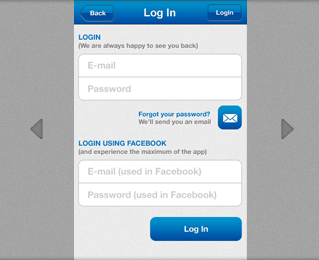 Back
Log In
Login
LOGIN
(We are always happy to see you back)
E-mail
Password
Forgot your password?
We'll send you an email
LOGIN USING FACEBOOK
(and experience the maximum of the app)
E-mail (used in Facebook)
Password (used in Facebook)
Log In